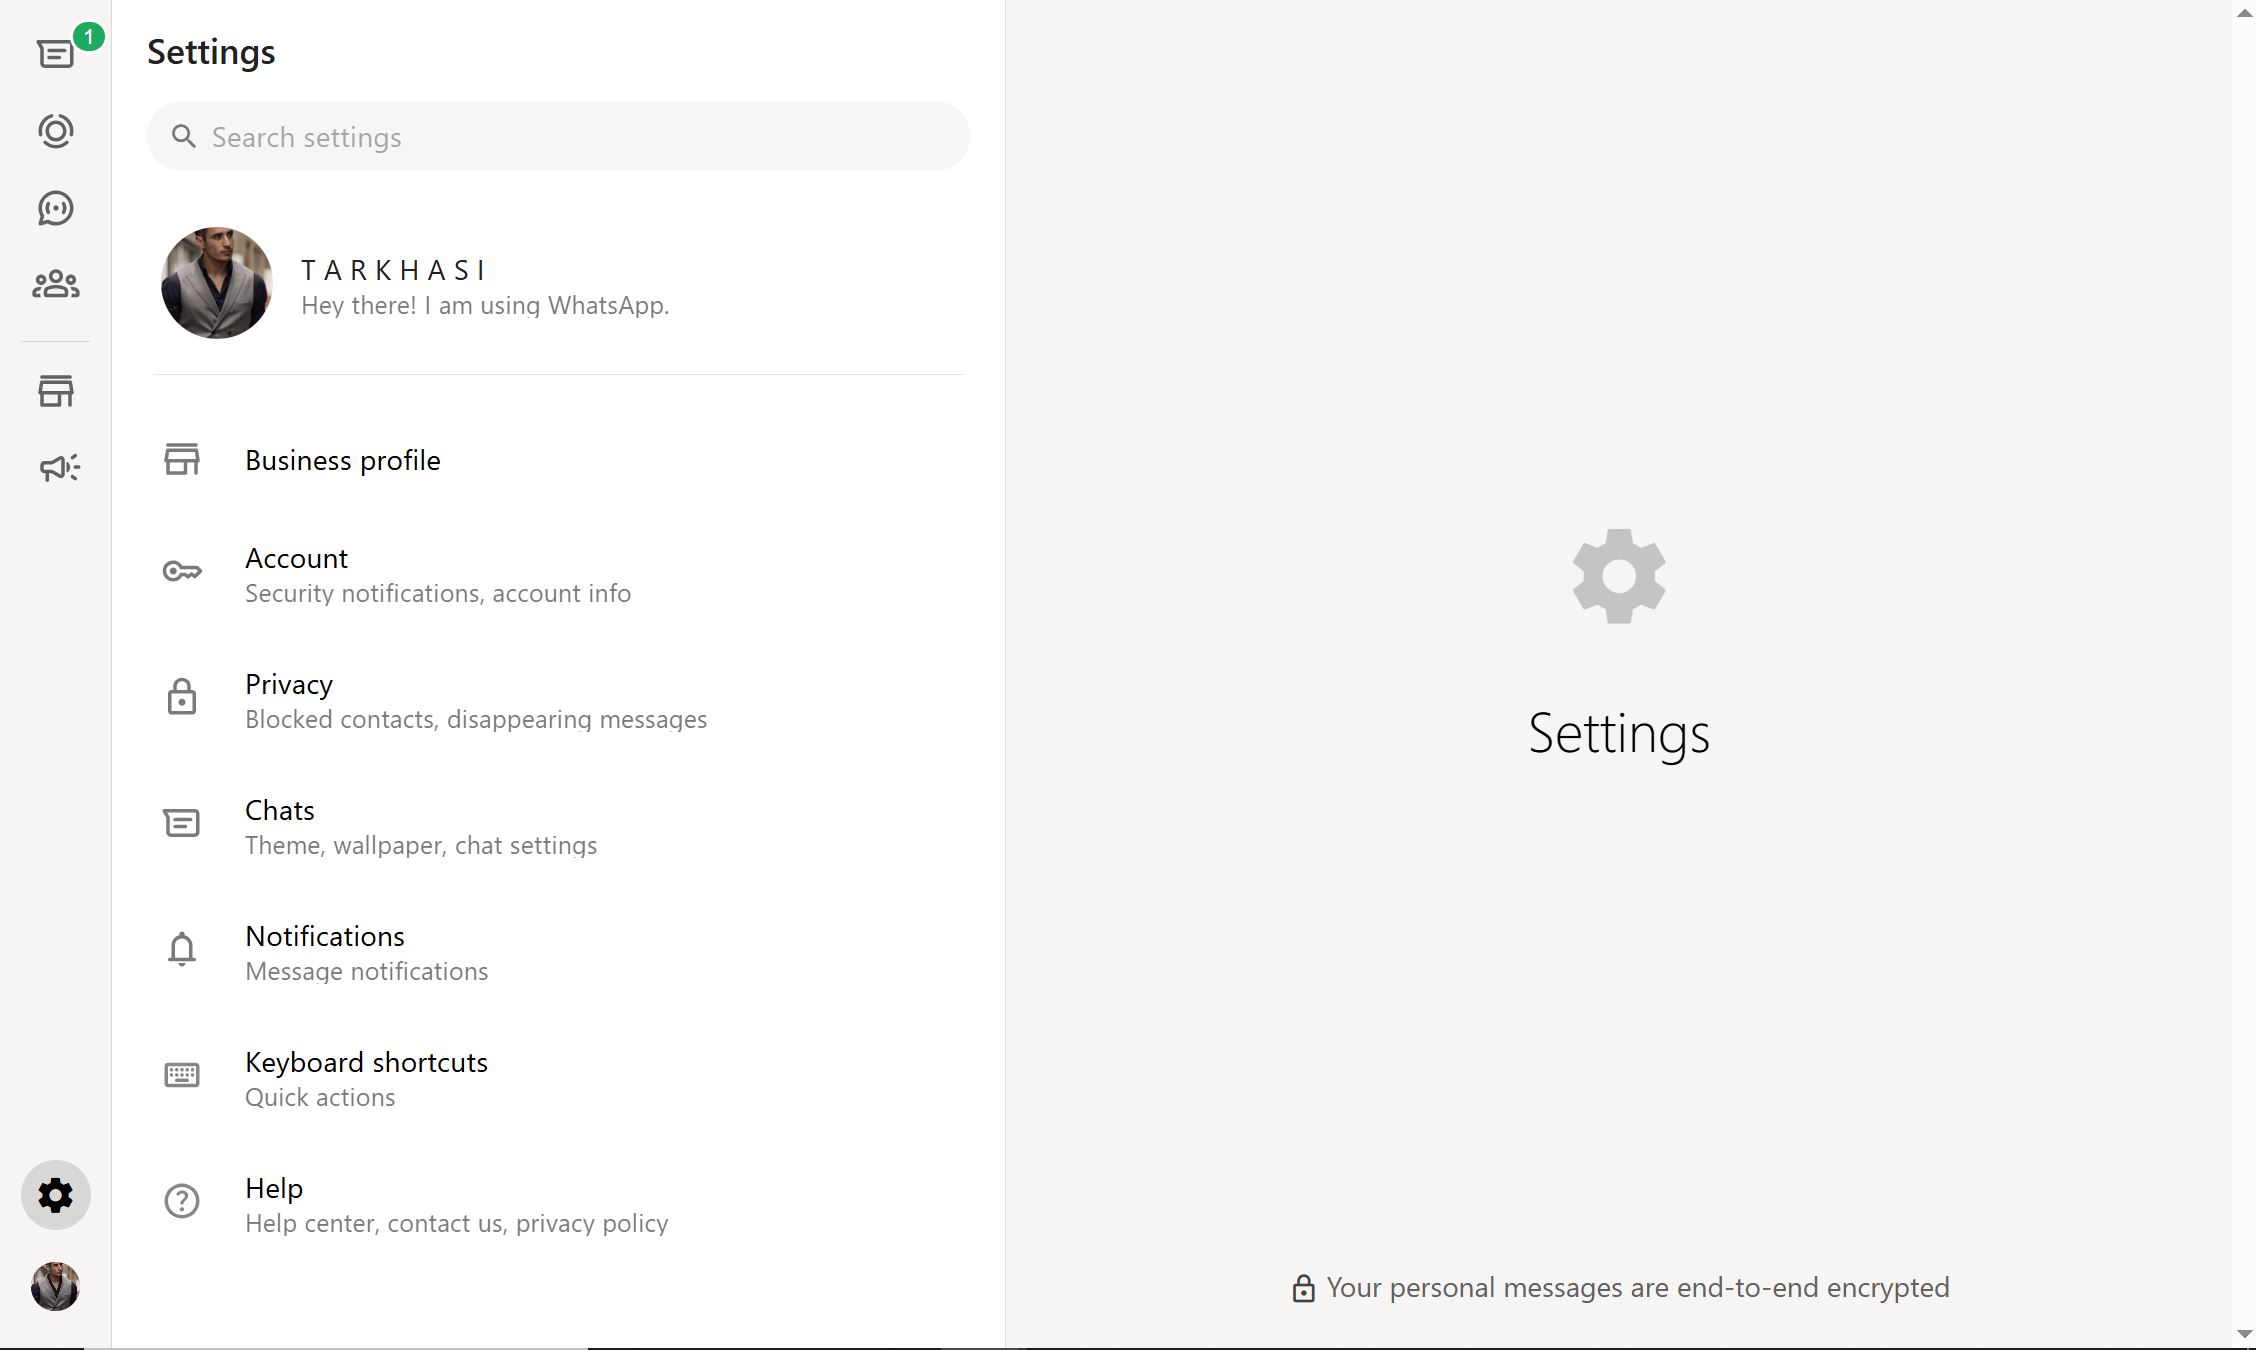 1
Settings
Search settings
T A R K H A S I
Hey there! I am using WhatsApp.
Business profile
Account
Security notifications, account info
Privacy
Blocked contacts, disappearing messages
Chats
Theme, wallpaper, chat settings
Notifications
Message notifications
Keyboard shortcuts
Quick actions
Help
Help center, contact us, privacy policy
Settings
Your personal messages are end-to-end encrypted